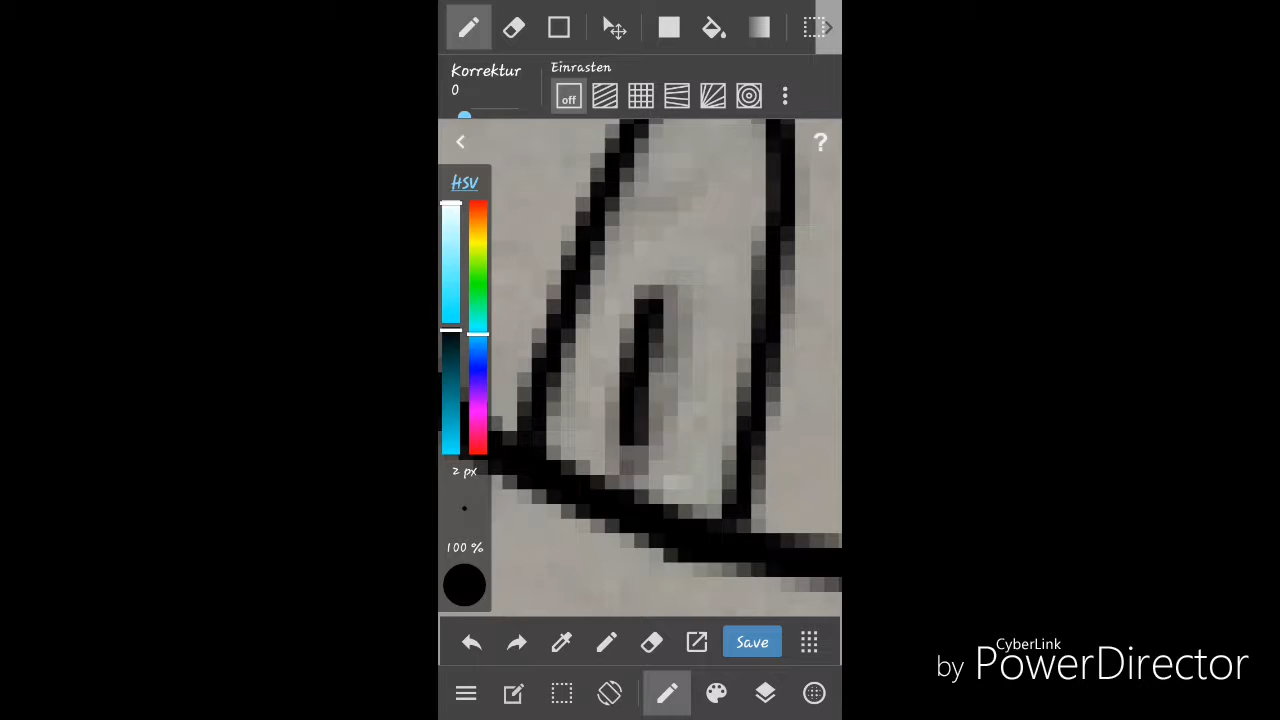 Korrektur
0
Einrasten
off
?
HSV
2 px
100 %
Save
by CyberLink PowerDirector